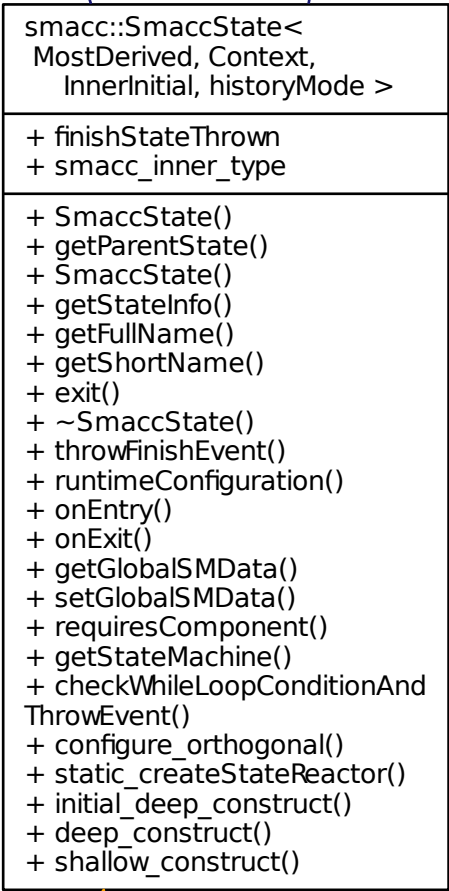 smacc::SmaccState<
MostDerived, Context,
InnerInitial, historyMode >
+ finishStateThrown
+ smacc_inner_type
+ SmaccState()
+ getParentState()
+ SmaccState()
+ getStateInfo()
+ getFullName()
+ getShortName()
+ exit()
+ ~SmaccState()
+ throwFinishEvent()
+ runtimeConfiguration()
+ onEntry()
+ onExit()
+ getGlobalSMData()
+ setGlobalSMData()
+ requiresComponent()
+ getStateMachine()
+ checkWhileLoopConditionAnd
ThrowEvent()
+ configure_orthogonal()
+ static_createStateReactor()
+ initial_deep_construct()
+ deep_construct()
+ shallow_construct()